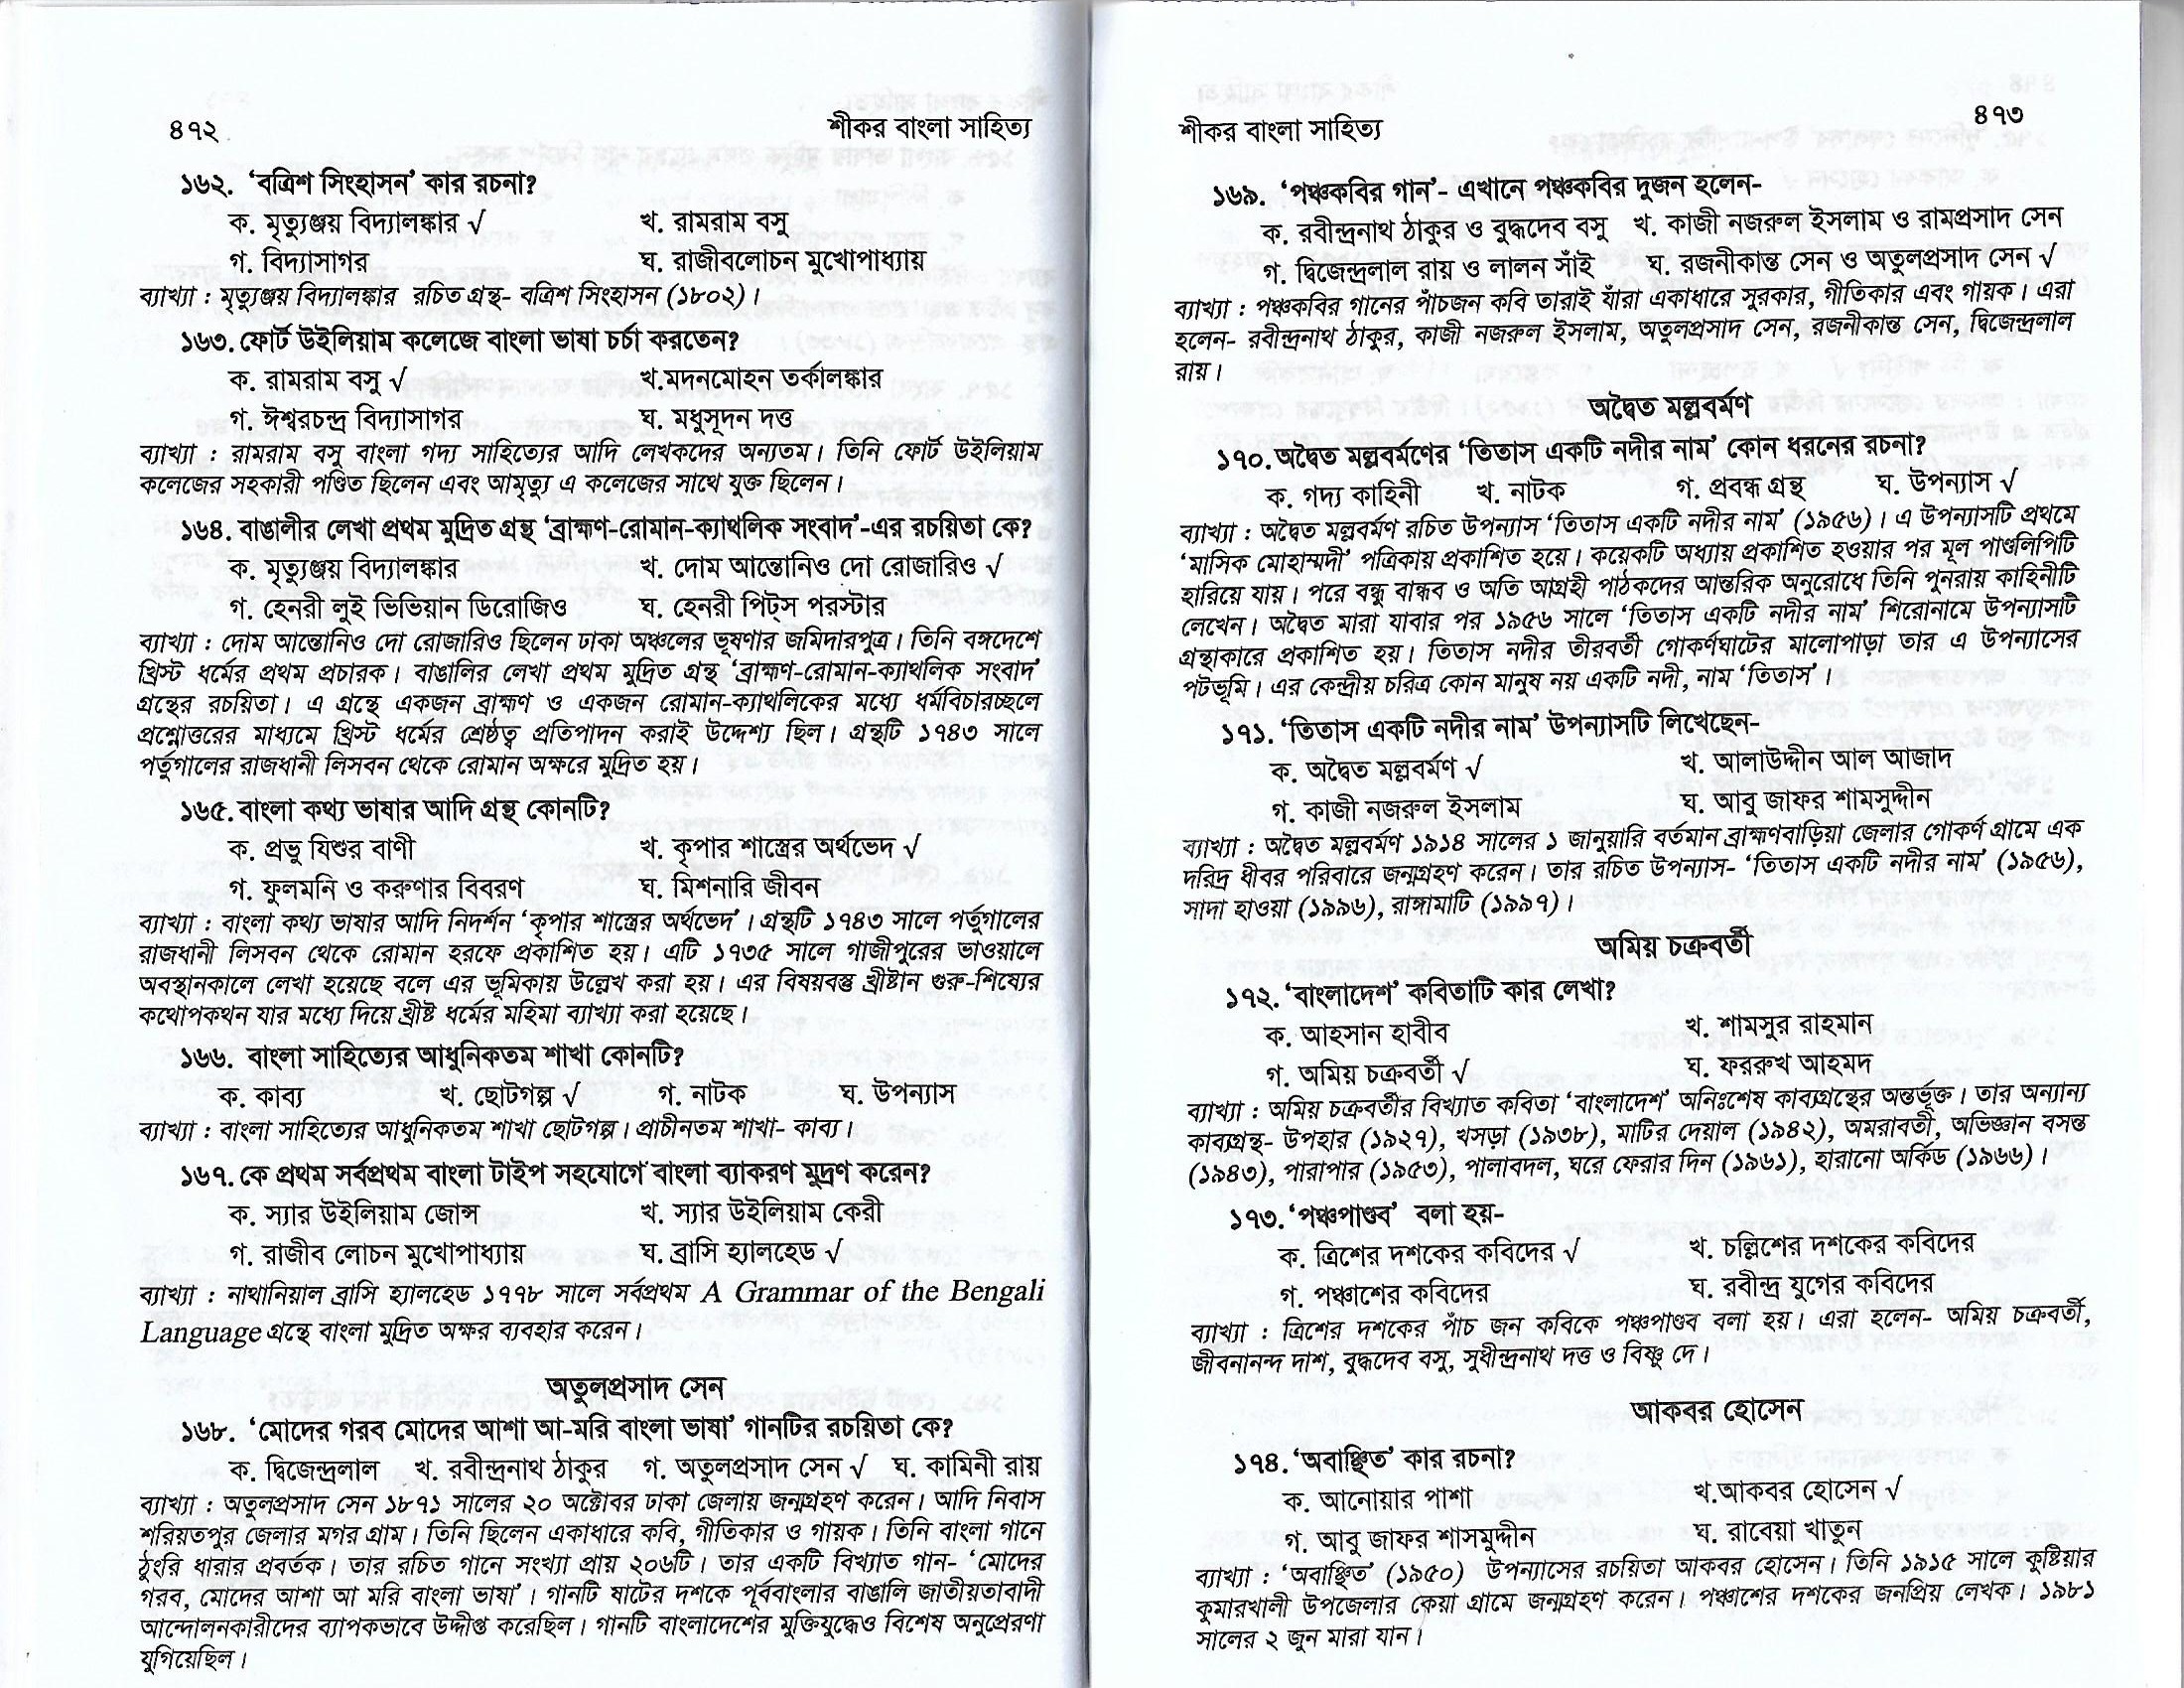 ৪৭২ শীকর বাংলা সাহিত্য
১৬২. ‘বত্রিশ সিংহাসন’ কার রচনা?
ক. মৃত্যুঞ্জয় বিদ্যালঙ্কার √ খ. রামরাম বসু
গ. বিদ্যাসাগর ঘ. রাজীবলোচন মুখোপাধ্যায়
ব্যাখ্যা : মৃত্যুঞ্জয় বিদ্যালঙ্কার রচিত গ্রন্থ- বত্রিশ সিংহাসন (১৮০২)।
১৬৩. ফোর্ট উইলিয়াম কলেজে বাংলা ভাষা চর্চা করতেন?
ক. রামরাম বসু √ খ.মদনমোহন তর্কালঙ্কার
গ. ঈশ্বরচন্দ্র বিদ্যাসাগর ঘ. মধুসূদন দত্ত
ব্যাখ্যা : রামরাম বসু বাংলা গদ্য সাহিত্যের আদি লেখকদের অন্যতম। তিনি ফোর্ট উইলিয়াম
কলেজের সহকারী পণ্ডিত ছিলেন এবং আমৃত্যু এ কলেজের সাথে যুক্ত ছিলেন।
১৬৪. বাঙালীর লেখা প্রথম মুদ্রিত গ্রন্থ ‘ব্রাহ্মণ-রোমান-ক্যাথলিক সংবাদ’-এর রচয়িতা কে?
ক. মৃত্যুঞ্জয় বিদ্যালঙ্কার খ. দোম আন্তোনিও দো রোজারিও √
গ. হেনরী লুই ভিভিয়ান ডিরোজিও ঘ. হেনরী পিট্স পরস্টার
ব্যাখ্যা : দোম আন্তোনিও দো রোজারিও ছিলেন ঢাকা অঞ্চলের ভূষণার জমিদারপুত্র। তিনি বঙ্গদেশে
খ্রিস্ট ধর্মের প্রথম প্রচারক। বাঙালির লেখা প্রথম মুদ্রিত গ্রন্থ ‘ব্রাহ্মণ-রোমান-ক্যাথলিক সংবাদ’
গ্রন্থের রচয়িতা। এ গ্রন্থে একজন ব্রাহ্মণ ও একজন রোমান-ক্যাথলিকের মধ্যে ধর্মবিচারচ্ছলে
প্রশ্নোত্তরের মাধ্যমে খ্রিস্ট ধর্মের শ্রেষ্ঠত্ব প্রতিপাদন করাই উদ্দেশ্য ছিল। গ্রন্থটি ১৭৪৩ সালে
পর্তুগালের রাজধানী লিসবন থেকে রোমান অক্ষরে মুদ্রিত হয়।
১৬৫. বাংলা কথ্য ভাষার আদি গ্রন্থ কোনটি?
ক. প্রভু যিশুর বাণী খ. কৃপার শাস্ত্রের অর্থভেদ √
গ. ফুলমনি ও করুণার বিবরণ ঘ. মিশনারি জীবন
ব্যাখ্যা : বাংলা কথ্য ভাষার আদি নিদর্শন ‘কৃপার শাস্ত্রের অর্থভেদ’। গ্রন্থটি ১৭৪৩ সালে পর্তুগালের
রাজধানী লিসবন থেকে রোমান হরফে প্রকাশিত হয়। এটি ১৭৩৫ সালে গাজীপুরের ভাওয়ালে
অবস্থানকালে লেখা হয়েছে বলে এর ভূমিকায় উল্লেখ করা হয়। এর বিষয়বস্তু খ্রীষ্টান গুরু-শিষ্যের
কথোপকথন যার মধ্যে দিয়ে খ্রীষ্ট ধর্মের মহিমা ব্যাখ্যা করা হয়েছে।
১৬৬. বাংলা সাহিত্যের আধুনিকতম শাখা কোনটি?
ক. কাব্য খ. ছোটগল্প √ গ. নাটক ঘ. উপন্যাস
ব্যাখ্যা : বাংলা সাহিত্যের আধুনিকতম শাখা ছোটগল্প। প্রাচীনতম শাখা- কাব্য।
১৬৭. কে প্রথম সর্বপ্রথম বাংলা টাইপ সহযোগে বাংলা ব্যাকরণ মুদ্রণ করেন?
ক. স্যার উইলিয়াম জোন্স খ. স্যার উইলিয়াম কেরী
গ. রাজীব লোচন মুখোপাধ্যায় ঘ. ব্রাসি হ্যালহেড √
ব্যাখ্যা : নাথানিয়াল ব্রাসি হ্যালহেড ১৭৭৮ সালে সর্বপ্রথম A Grammar of the Bengali
Language গ্রন্থে বাংলা মুদ্রিত অক্ষর ব্যবহার করেন।
অতুলপ্রসাদ সেন
১৬৮. ‘মোদের গরব মোদের আশা আ-মরি বাংলা ভাষা’ গানটির রচয়িতা কে?
ক. দ্বিজেন্দ্রলাল খ. রবীন্দ্রনাথ ঠাকুর গ. অতুলপ্রসাদ সেন √ ঘ. কামিনী রায়
ব্যাখ্যা : অতুলপ্রসাদ সেন ১৮৭১ সালের ২০ অক্টোবর ঢাকা জেলায় জন্মগ্রহণ করেন। আদি নিবাস
শরিয়তপুর জেলার মগর গ্রাম। তিনি ছিলেন একাধারে কবি, গীতিকার ও গায়ক। তিনি বাংলা গানে
ঠুংরি ধারার প্রবর্তক। তার রচিত গানে সংখ্যা প্রায় ২০৬টি। তার একটি বিখ্যাত গান- ‘মোদের
গরব, মোদের আশা আ মরি বাংলা ভাষা’। গানটি ষাটের দশকে পূর্ববাংলার বাঙালি জাতীয়তাবাদী
আন্দোলনকারীদের ব্যাপকভাবে উদ্দীপ্ত করেছিল। গানটি বাংলাদেশের মুক্তিযুদ্ধেও বিশেষ অনুপ্রেরণা
যুগিয়েছিল।
শীকর বাংলা সাহিত্য ৪৭৩
১৬৯. ‘পঞ্চকবির গান’- এখানে পঞ্চকবির দুজন হলেন-
ক. রবীন্দ্রনাথ ঠাকুর ও বুদ্ধদেব বসু খ. কাজী নজরুল ইসলাম ও রামপ্রসাদ সেন
গ. দ্বিজেন্দ্রলাল রায় ও লালন সাঁই ঘ. রজনীকান্ত সেন ও অতুলপ্রসাদ সেন √
ব্যাখ্যা : পঞ্চকবির গানের পাঁচজন কবি তারাই যাঁরা একাধারে সুরকার, গীতিকার এবং গায়ক। এরা
হলেন- রবীন্দ্রনাথ ঠাকুর, কাজী নজরুল ইসলাম, অতুলপ্রসাদ সেন, রজনীকান্ত সেন, দ্বিজেন্দ্রলাল
রায়।
অদ্বৈত মল্লবর্মণ
১৭০. অদ্বৈত মল্লবর্মণের ‘তিতাস একটি নদীর নাম’ কোন ধরনের রচনা?
ক. গদ্য কাহিনী খ. নাটক গ. প্রবন্ধ গ্রন্থ ঘ. উপন্যাস √
ব্যাখ্যা : অদ্বৈত মল্লবর্মণ রচিত উপন্যাস ‘তিতাস একটি নদীর নাম’ (১৯৫৬)। এ উপন্যাসটি প্রথমে
‘মাসিক মোহাম্মদী’ পত্রিকায় প্রকাশিত হয়ে। কয়েকটি অধ্যায় প্রকাশিত হওয়ার পর মূল পাণ্ডলিপিটি
হারিয়ে যায়। পরে বন্ধু বান্ধব ও অতি আগ্রহী পাঠকদের আন্তরিক অনুরোধে তিনি পুনরায় কাহিনীটি
লেখেন। অদ্বৈত মারা যাবার পর ১৯৫৬ সালে ‘তিতাস একটি নদীর নাম’ শিরোনামে উপন্যাসটি
গ্রন্থাকারে প্রকাশিত হয়। তিতাস নদীর তীরবর্তী গোকর্ণঘাটের মালোপাড়া তার এ উপন্যাসের
পটভূমি। এর কেন্দ্রীয় চরিত্র কোন মানুষ নয় একটি নদী, নাম ‘তিতাস’।
১৭১. ‘তিতাস একটি নদীর নাম’ উপন্যাসটি লিখেছেন-
ক. অদ্বৈত মল্লবর্মণ √ খ. আলাউদ্দীন আল আজাদ
গ. কাজী নজরুল ইসলাম ঘ. আবু জাফর শামসুদ্দীন
ব্যাখ্যা : অদ্বৈত মল্লবর্মণ ১৯১৪ সালের ১ জানুয়ারি বর্তমান ব্রাহ্মণবাড়িয়া জেলার গোকর্ণ গ্রামে এক
দরিদ্র ধীবর পরিবারে জন্মগ্রহণ করেন। তার রচিত উপন্যাস- ‘তিতাস একটি নদীর নাম’ (১৯৫৬),
সাদা হাওয়া (১৯৯৬), রাঙ্গামাটি (১৯৯৭)।
অমিয় চক্রবর্তী
১৭২. ‘বাংলাদেশ’ কবিতাটি কার লেখা?
ক. আহসান হাবীব খ. শামসুর রাহমান
গ. অমিয় চক্রবর্তী √ ঘ. ফররুখ আহমদ
ব্যাখ্যা : অমিয় চক্রবর্তীর বিখ্যাত কবিতা ‘বাংলাদেশ’ অনিঃশেষ কাব্যগ্রন্থের অন্তর্ভূক্ত। তার অন্যান্য
কাব্যগ্রন্থ- উপহার (১৯২৭), খসড়া (১৯৩৮), মাটির দেয়াল (১৯৪২), অমরাবতী, অভিজ্ঞান বসন্ত
(১৯৪৩), পারাপার (১৯৫৩), পালাবদল, ঘরে ফেরার দিন (১৯৬১), হারানো অর্কিড (১৯৬৬)।
১৭৩. ‘পঞ্চপাণ্ডব’ বলা হয়-
ক. ত্রিশের দশকের কবিদের √ খ. চল্লিশের দশকের কবিদের
গ. পঞ্চাশের কবিদের ঘ. রবীন্দ্র যুগের কবিদের
ব্যাখ্যা : ত্রিশের দশকের পাঁচ জন কবিকে পঞ্চপাণ্ডব বলা হয়। এরা হলেন- অমিয় চক্রবর্তী,
জীবনানন্দ দাশ, বুদ্ধদেব বসু, সুধীন্দ্রনাথ দত্ত ও বিষ্ণু দে।
আকবর হোসেন
১৭৪. ‘অবাঞ্ছিত’ কার রচনা?
ক. আনোয়ার পাশা খ.আকবর হোসেন √
গ. আবু জাফর শাসমুদ্দীন ঘ. রাবেয়া খাতুন
ব্যাখ্যা : ‘অবাঞ্ছিত’ (১৯৫০) উপন্যাসের রচয়িতা আকবর হোসেন। তিনি ১৯১৫ সালে কুষ্টিয়ার
কুমারখালী উপজেলার কেয়া গ্রামে জন্মগ্রহণ করেন। পঞ্চাশের দশকের জনপ্রিয় লেখক। ১৯৮১
সালের ২ জুন মারা যান।